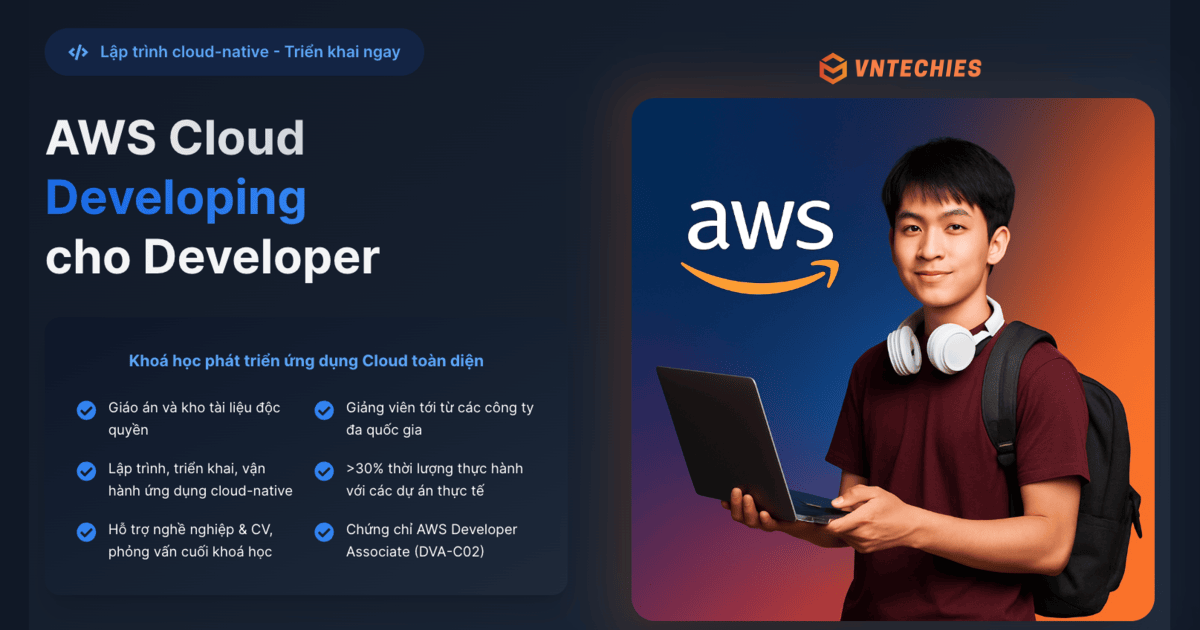 Lập trình cloud-native - Triển khai ngay
VNTECHIES
AWS Cloud
Developing
cho Developer
aws
Khoá học phát triển ứng dụng Cloud toàn diện
Giáo án và kho tài liệu độc
quyền
Giảng viên tới từ các công ty
đa quốc gia
Lập trình, triển khai, vận
hành ứng dụng cloud-native
>30% thời lượng thực hành
với các dự án thực tế
Hỗ trợ nghề nghiệp & CV,
phỏng vấn cuối khoá học
Chứng chỉ AWS Developer
Associate (DVA-C02)